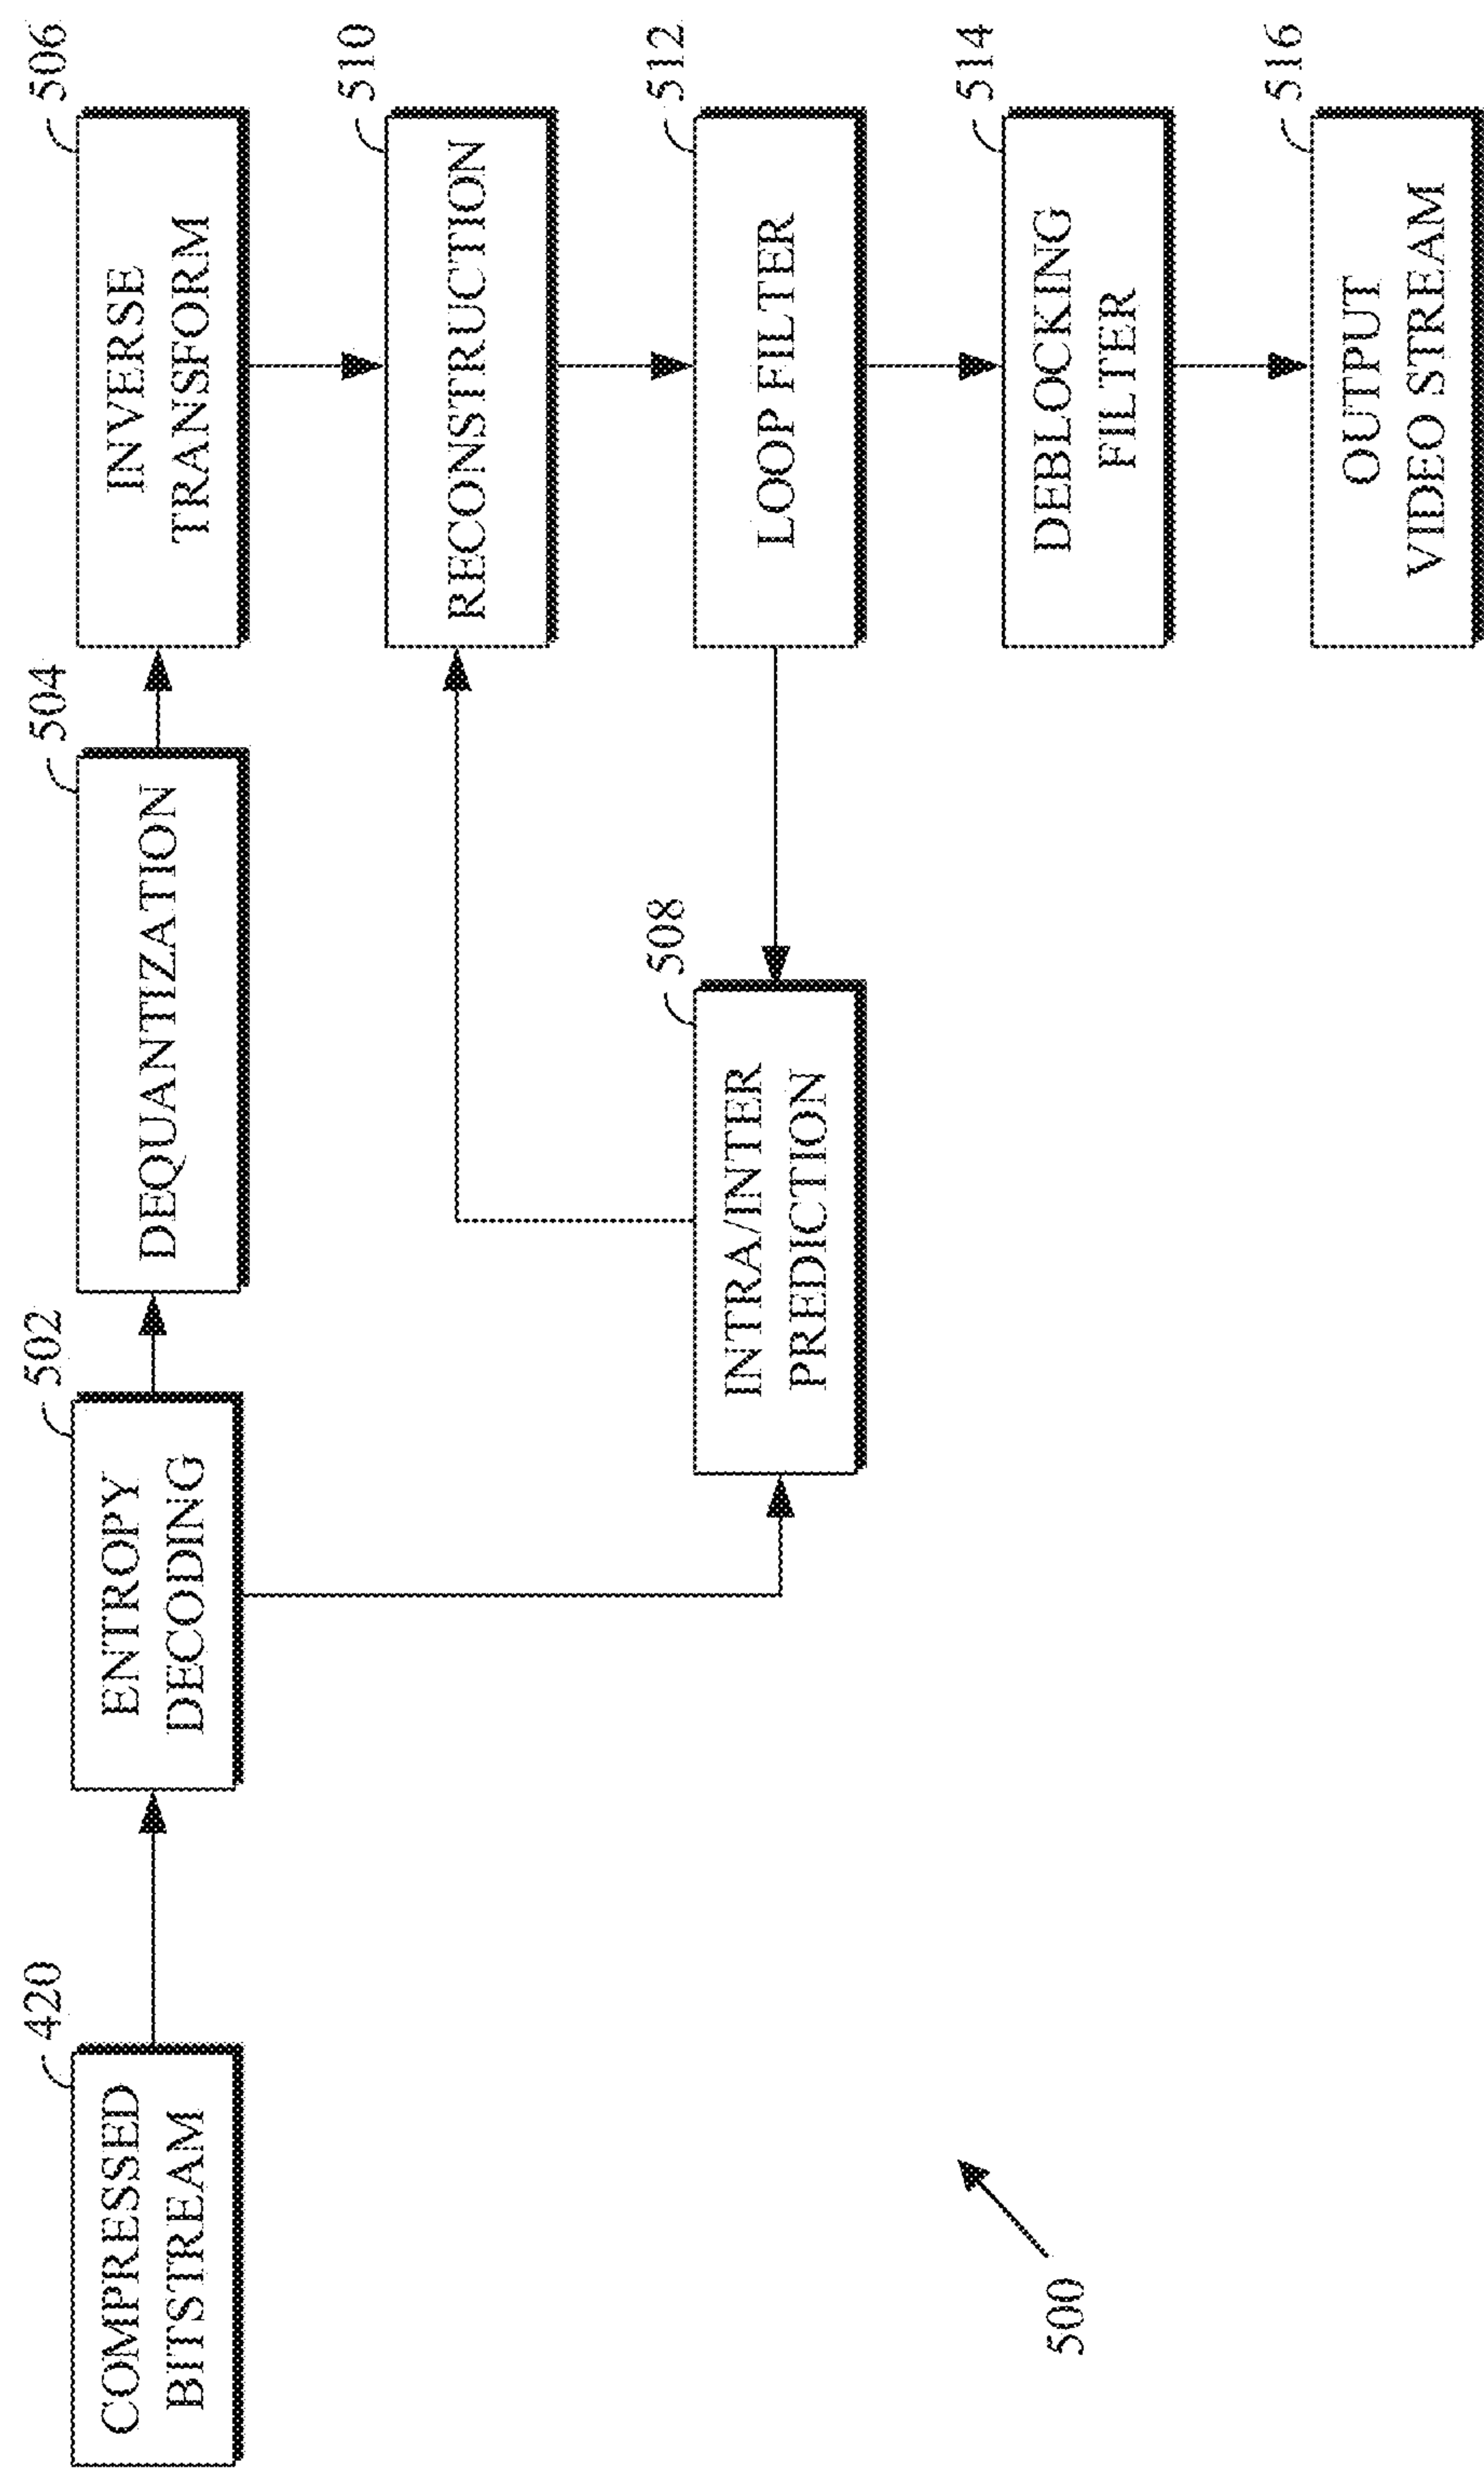 420
COMPRESSED
BITSTREAM
502
ENTROPY
DECODING
504
DEQUANTIZATION
506
INVERSE
TRANSFORM
508
INTRA/INTER
PREDICTION
510
RECONSTRUCTION
512
LOOP FILTER
514
DEBLOCKING
FILTER
516
OUTPUT
VIDEO STREAM
500